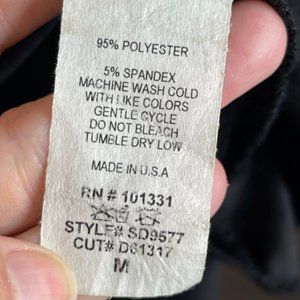 95% POLYESTER
5% SPANDEX
MACHINE WASH COLD
WITH LIKE COLORS
GENTLE CYCLE
DO NOT BLEACH
TUMBLE DRY LOW
MADE IN U.S.A
RN # 101331
STYLE# SD9577
CUT# D61317
M